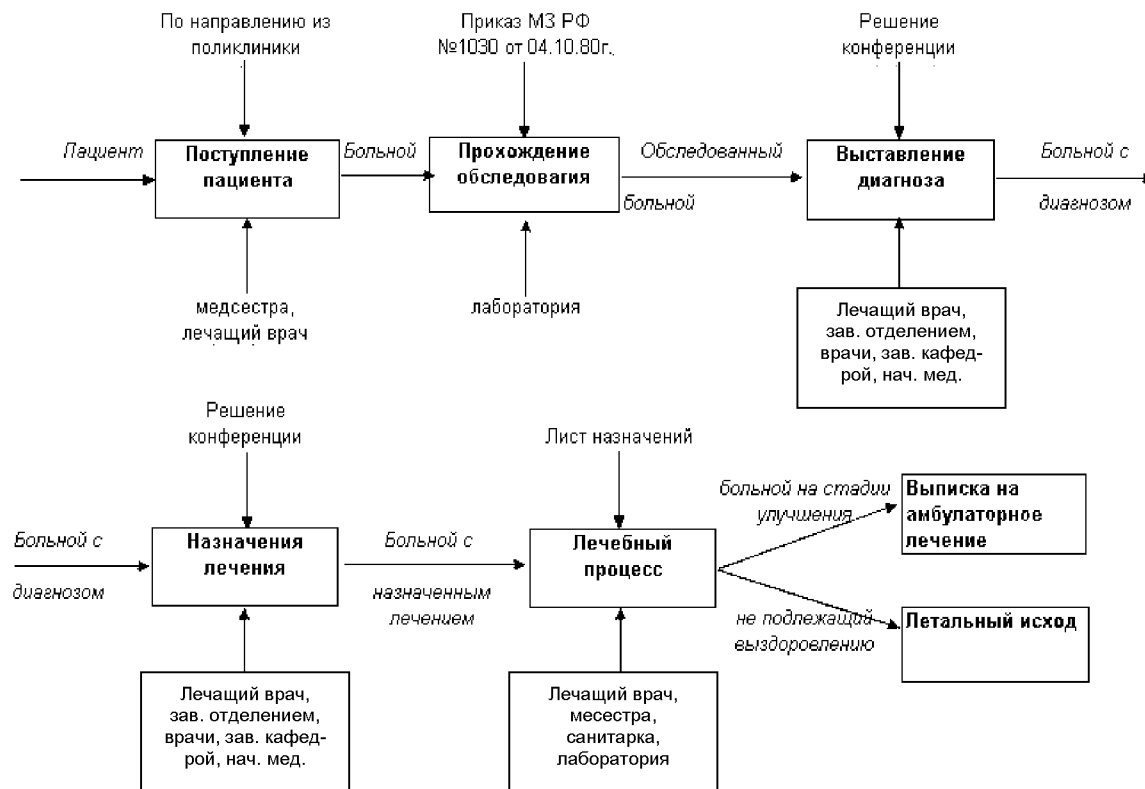 По направлению из
поликлиники
Приказ МЗ РФ
№1030 от 04.10.80г.
Решение
конференции
Пациент
Поступление
пациента
Больной
Прохождение
обследовагия
Обследованный
больной
Выставление
диагноза
Больной с
диагнозом
медсестра,
лечащий врач
лаборатория
Лечащий врач,
зав. отделением,
врачи, зав. кафед-
рой, нач. мед.
Решение
конференции
Лист назначений
Больной с
диагнозом
Назначения
лечения
Больной с
назначенным
лечением
Лечебный
процесс
больной на стадии
улучшения
Выписка на
амбулаторное
лечение
не подлежащий
выздоровлению
Летальный исход
Лечащий врач,
зав. отделением,
врачи, зав. кафед-
рой, нач. мед.
Лечащий врач,
месестра,
санитарка,
лаборатория